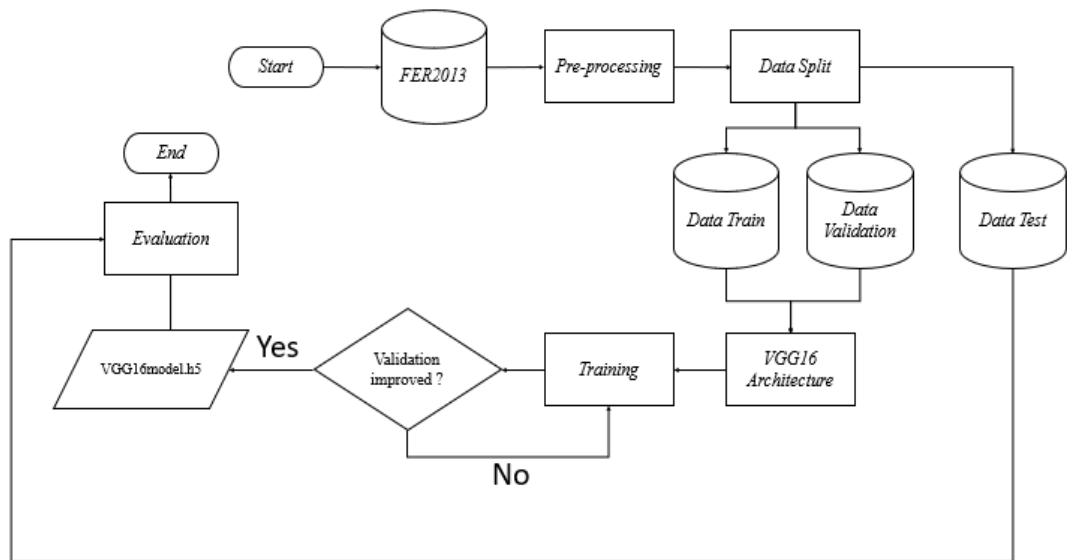 Start
FER2013
Pre-processing
Data Split
End
Evaluation
Data Train
Data
Validation
Data Test
VGG16model.h5
Yes
Validation
improved ?
Training
VGG16
Architecture
No